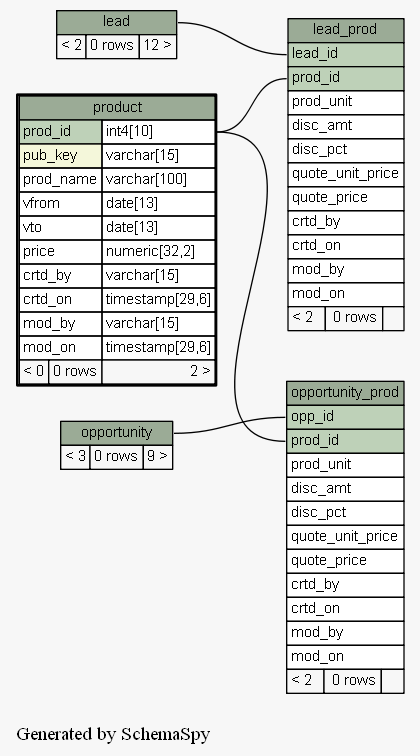 lead
< 2 0 rows 12 >
lead_prod
lead_id
prod_id
prod_unit
disc_amt
disc_pct
quote_unit_price
quote_price
crtd_by
crtd_on
mod_by
mod_on
< 2 0 rows
product
prod_id int4[10]
pub_key varchar[15]
prod_name varchar[100]
vfrom date[13]
vto date[13]
price numeric[32,2]
crtd_by varchar[15]
crtd_on timestamp[29,6]
mod_by varchar[15]
mod_on timestamp[29,6]
< 0 0 rows 2 >
opportunity
< 3 0 rows 9 >
opportunity_prod
opp_id
prod_id
prod_unit
disc_amt
disc_pct
quote_unit_price
quote_price
crtd_by
crtd_on
mod_by
mod_on
< 2 0 rows
Generated by SchemaSpy